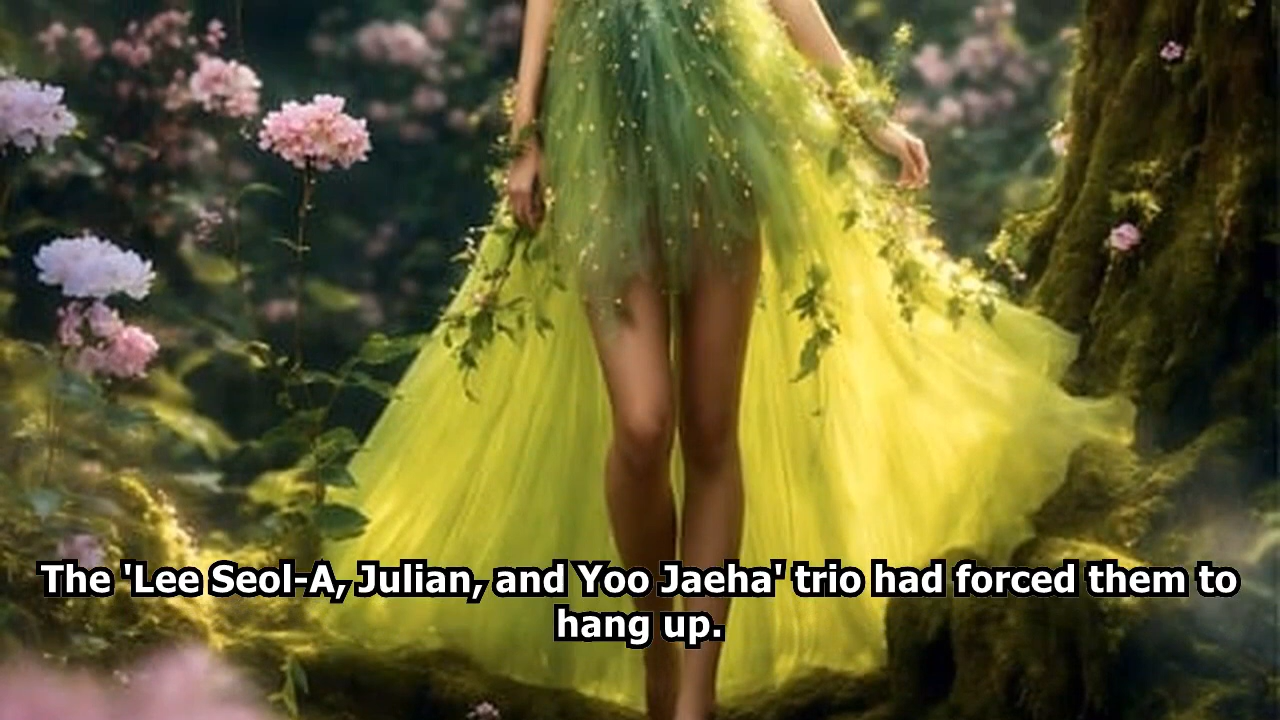 The 'Lee Seol-A, Julian, and Yoo Jaeha' trio had forced them to
hang up.